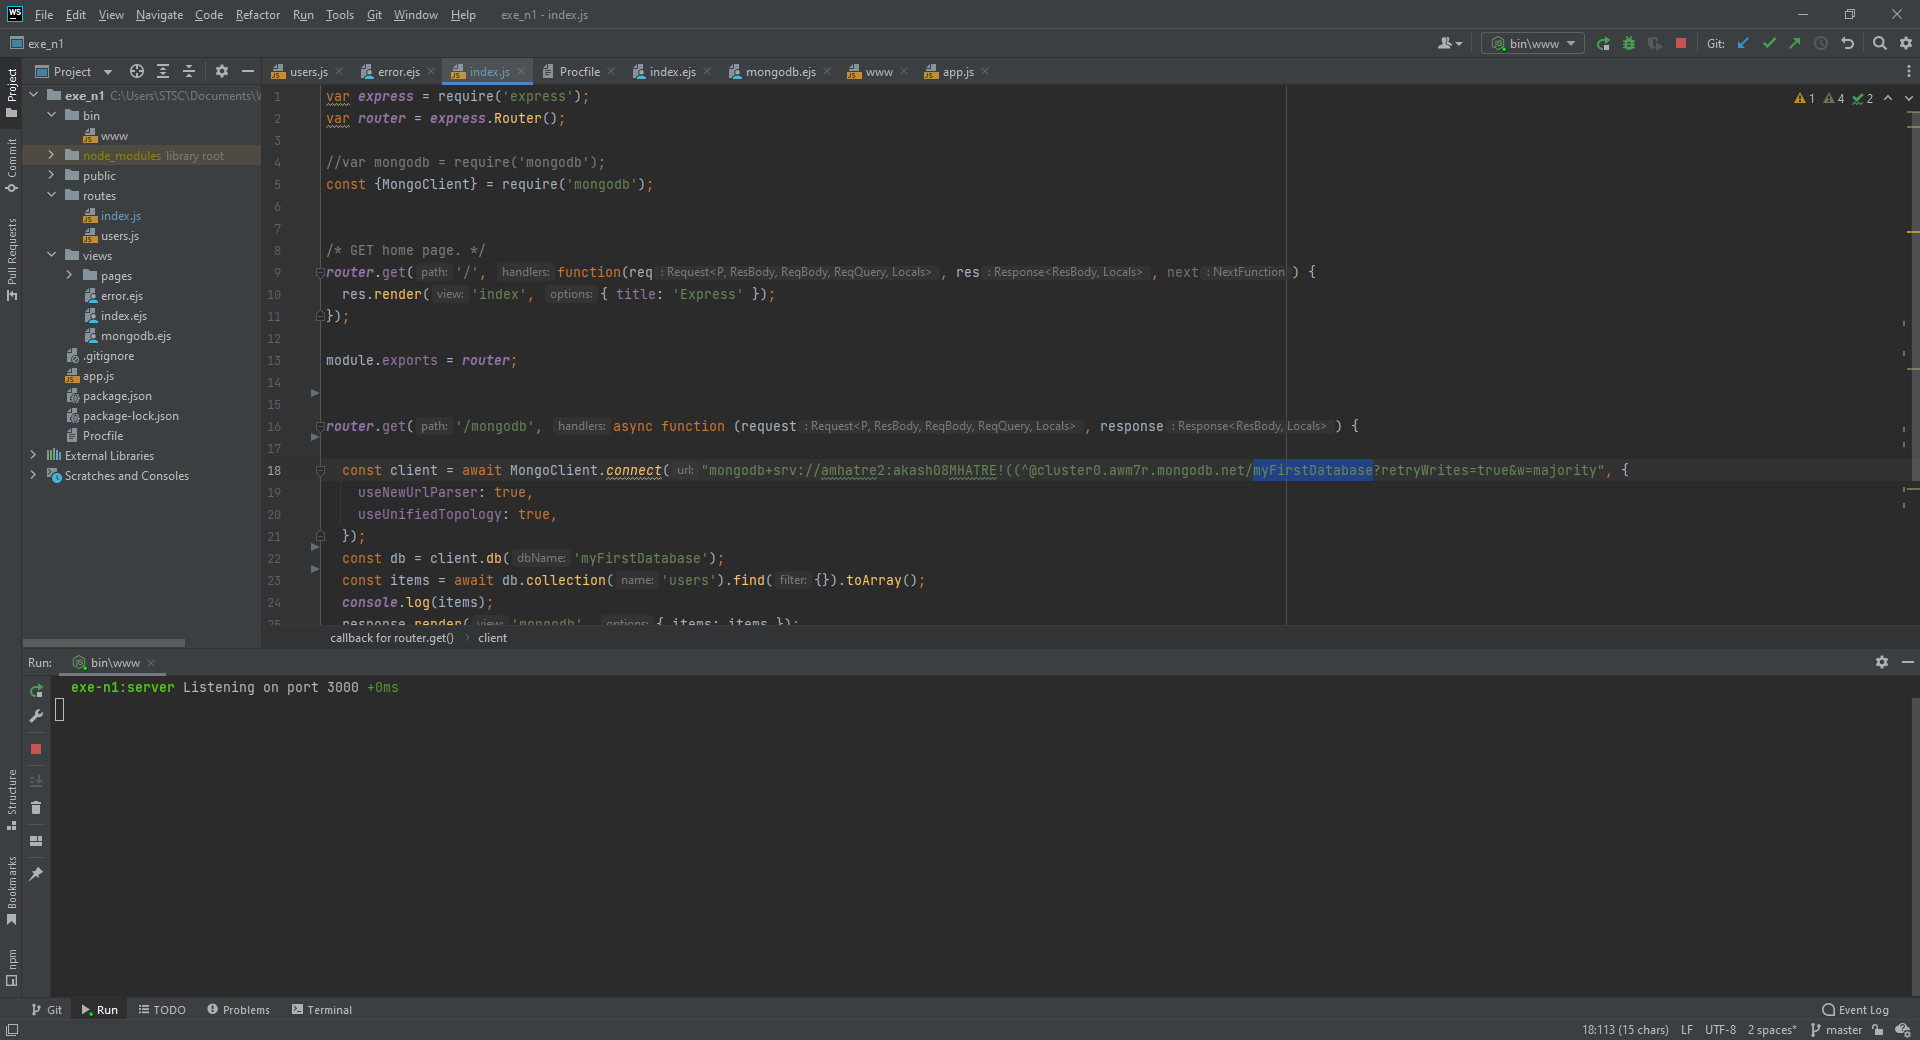 WS File Edit View Navigate Code Refactor Run Tools Git Window Help exe_n1 - index.js
exe_n1 bin\www Git:
Project users.js error.ejs index.js Procfile index.ejs mongodb.ejs www app.js
Project
Commit
Pull Requests
Structure
Bookmarks
npm
exe_n1 C:\Users\STSC\Documents\
bin
www
node_modules library root
public
routes
index.js
users.js
views
pages
error.ejs
index.ejs
mongodb.ejs
.gitignore
app.js
package.json
package-lock.json
Procfile
External Libraries
Scratches and Consoles
1 4 2
1 var express = require('express');
2 var router = express.Router();
3
4 //var mongodb = require('mongodb');
5 const {MongoClient} = require('mongodb');
6
7
8 /* GET home page. */
9 router.get( path: '/', handlers: function(req : Request<P, ResBody, ReqBody, ReqQuery, Locals> , res : Response<ResBody, Locals> , next : NextFunction ) {
10 res.render( view: 'index', options: { title: 'Express' });
11 });
12
13 module.exports = router;
14
15
16 router.get( path: '/mongodb', handlers: async function (request : Request<P, ResBody, ReqBody, ReqQuery, Locals> , response : Response<ResBody, Locals> ) {
17
18 const client = await MongoClient.connect( url: "mongodb+srv://amhatre2:akash08MHATRE!((^@cluster0.awm7r.mongodb.net/myFirstDatabase?retryWrites=true&w=majority", {
19 useNewUrlParser: true,
20 useUnifiedTopology: true,
21 });
22 const db = client.db( dbName: 'myFirstDatabase');
23 const items = await db.collection( name: 'users').find( filter: {}).toArray();
24 console.log(items);
25 response.render( view: 'mongodb', options: { items: items });
callback for router.get() client
Run: bin\www
exe-n1:server Listening on port 3000 +0ms
Git Run TODO Problems Terminal Event Log
18:113 (15 chars) LF UTF-8 2 spaces* master